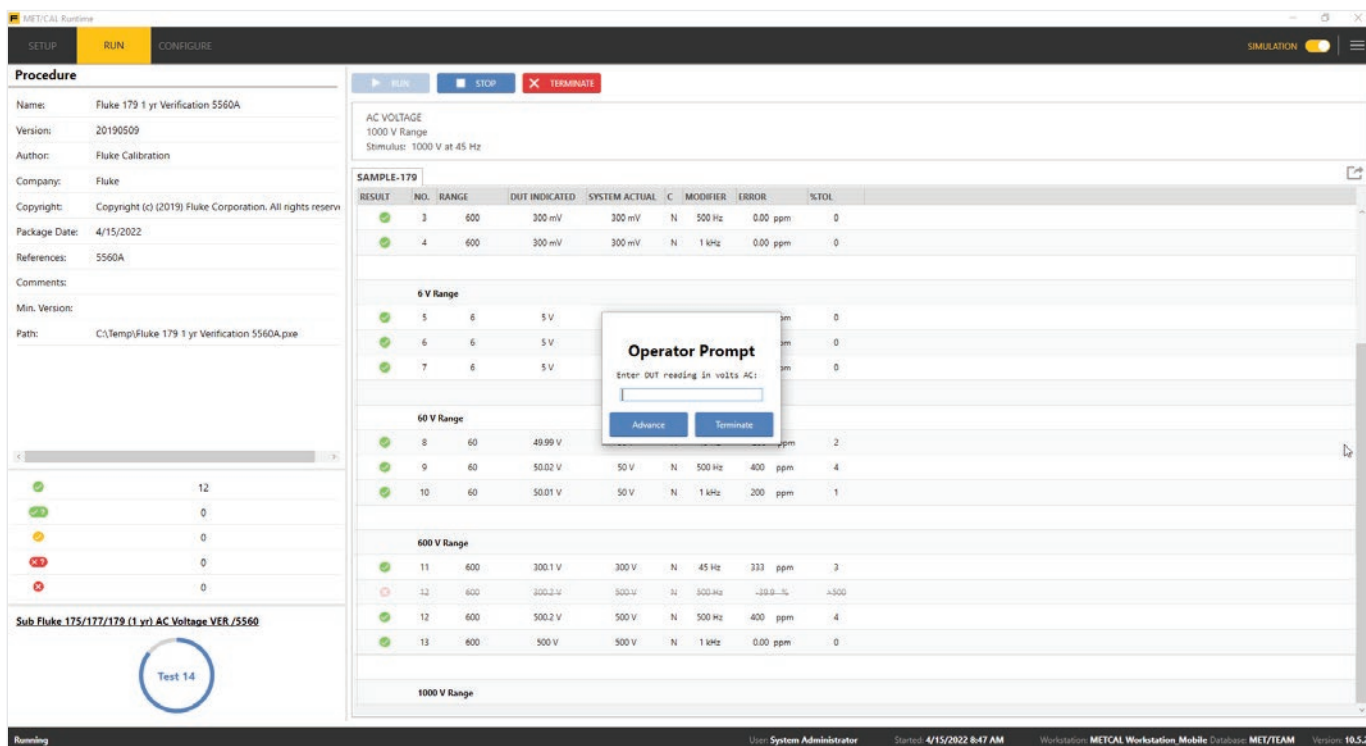 MET/CAL Runtime
SETUP RUN CONFIGURE SIMULATION
Procedure
Name: Fluke 179 1 yr Verification 5560A
Version: 20190509
Author: Fluke Calibration
Company: Fluke
Copyright: Copyright (c) (2019) Fluke Corporation. All rights reserv
Package Date: 4/15/2022
References: 5560A
Comments:
Min. Version:
Path: C:\Temp\Fluke 179 1 yr Verification 5560A.pxe
12
0
0
0
0
Sub Fluke 175/177/179 (1 yr) AC Voltage VER /5560
Test 14
RUN STOP TERMINATE
AC VOLTAGE
1000 V Range
Stimulus: 1000 V at 45 Hz
SAMPLE-179
RESULT NO. RANGE DUT INDICATED SYSTEM ACTUAL C MODIFIER ERROR %TOL
3 600 300 mV 300 mV N 500 Hz 0.00 ppm 0
4 600 300 mV 300 mV N 1 kHz 0.00 ppm 0
6 V Range
5 6 5 V 0
6 6 5 V 0
7 6 5 V 0
60 V Range
8 60 49.99 V ppm 2
9 60 50.02 V 50 V N 500 Hz 400 ppm 4
10 60 50.01 V 50 V N 1 kHz 200 ppm 1
600 V Range
11 600 300.1 V 300 V N 45 Hz 333 ppm 3
12 600 300.2 V 500 V N 500 Hz -39.9 % >500
12 600 500.2 V 500 V N 500 Hz 400 ppm 4
13 600 500 V 500 V N 1 kHz 0.00 ppm 0
1000 V Range
Operator Prompt
Enter DUT reading in volts AC:
Advance Terminate
Running User: System Administrator Started: 4/15/2022 8:47 AM Workstation: METCAL Workstation_Mobile Database: MET/TEAM Version: 10.5.